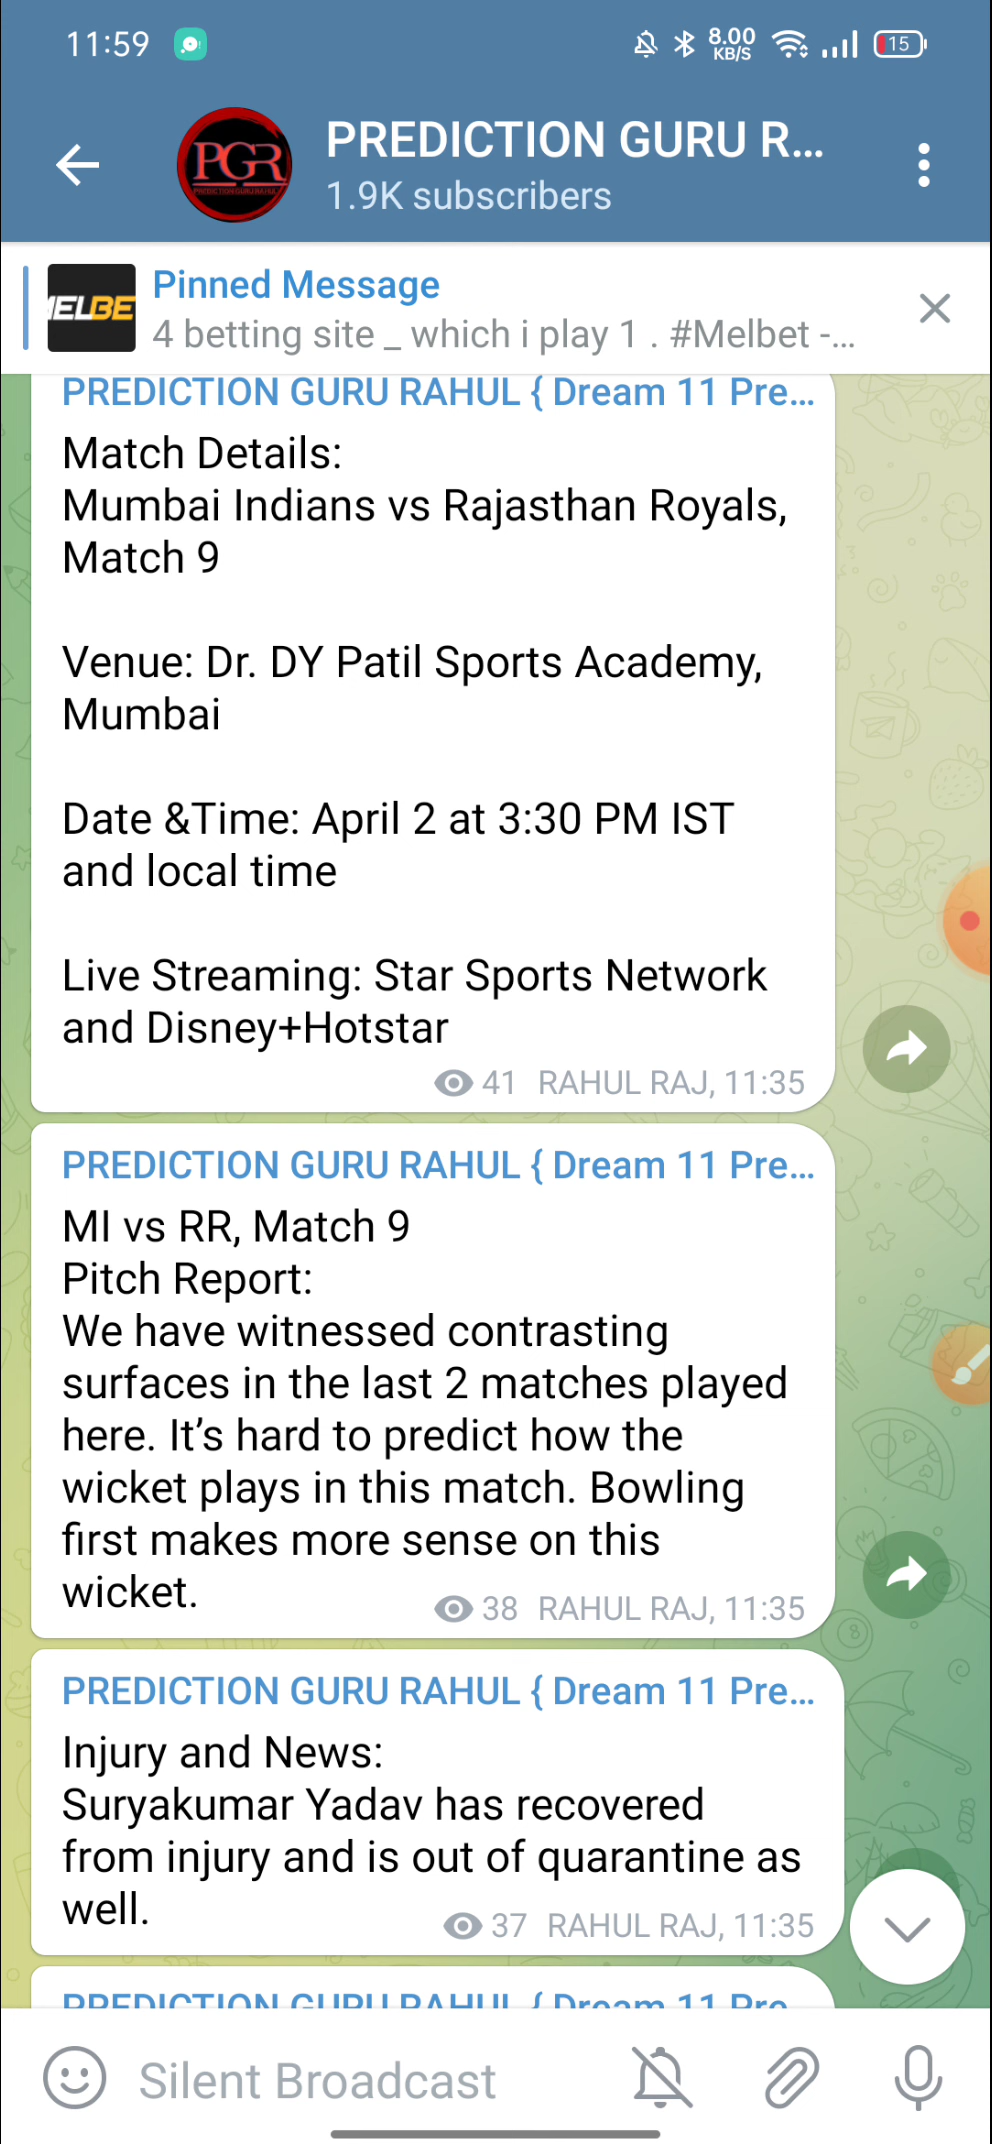 11:59
8.00
KB/S
15
PGR
PREDICTION GURU R...
1.9K subscribers
MELBE
Pinned Message
4 betting site _ which i play 1 . #Melbet -...
PREDICTION GURU RAHUL { Dream 11 Pre...
Match Details:
Mumbai Indians vs Rajasthan Royals,
Match 9
Venue: Dr. DY Patil Sports Academy,
Mumbai
Date &Time: April 2 at 3:30 PM IST
and local time
Live Streaming: Star Sports Network
and Disney+Hotstar
41 RAHUL RAJ, 11:35
PREDICTION GURU RAHUL { Dream 11 Pre...
MI vs RR, Match 9
Pitch Report:
We have witnessed contrasting
surfaces in the last 2 matches played
here. It’s hard to predict how the
wicket plays in this match. Bowling
first makes more sense on this
wicket.
38 RAHUL RAJ, 11:35
PREDICTION GURU RAHUL { Dream 11 Pre...
Injury and News:
Suryakumar Yadav has recovered
from injury and is out of quarantine as
well.
37 RAHUL RAJ, 11:35
PREDICTION GURU RAHUL { Dream 11 Pre...
Silent Broadcast